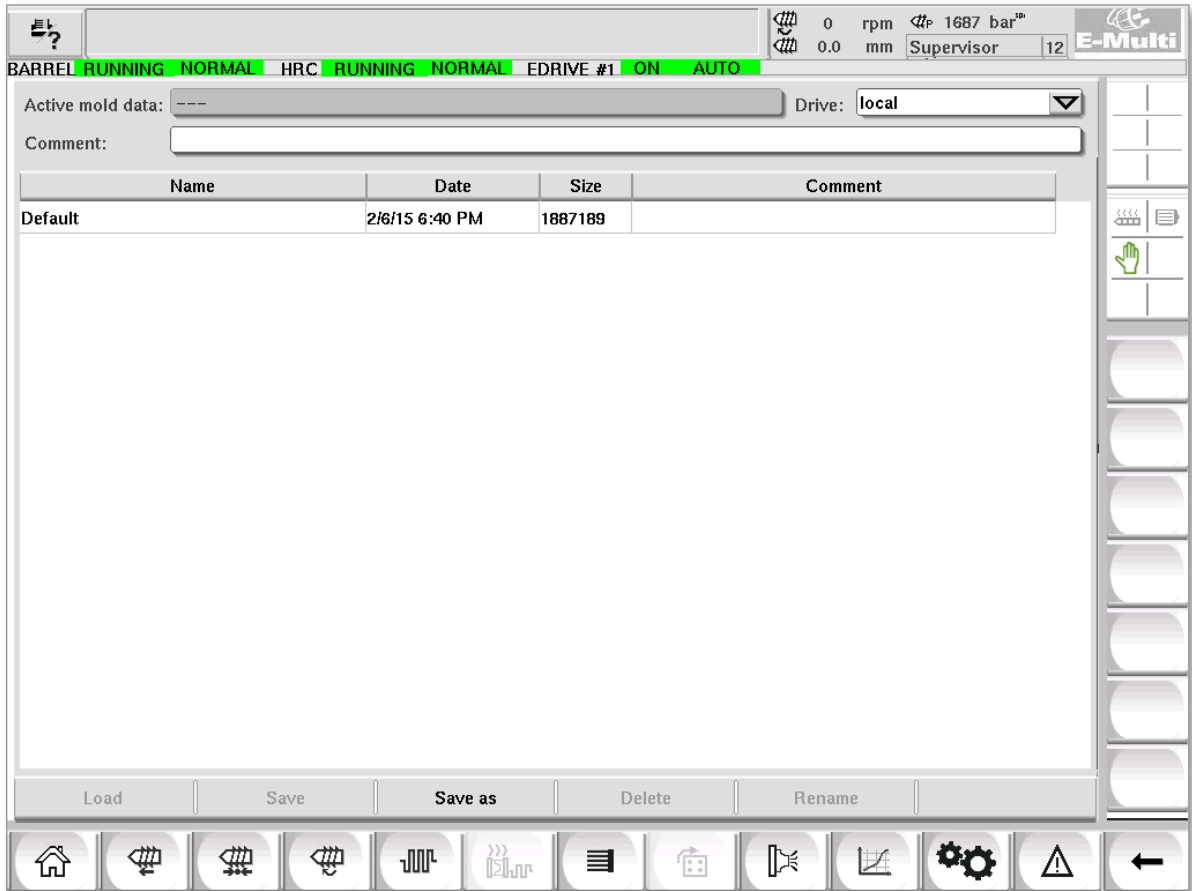 0 rpm P 1687 bar
0.0 mm Supervisor 12 E-Multi
BARREL RUNNING NORMAL HRC RUNNING NORMAL EDRIVE #1 ON AUTO
Active mold data: --- Drive: local
Comment:
Name Date Size Comment
Default 2/6/15 6:40 PM 1887189
Load Save Save as Delete Rename